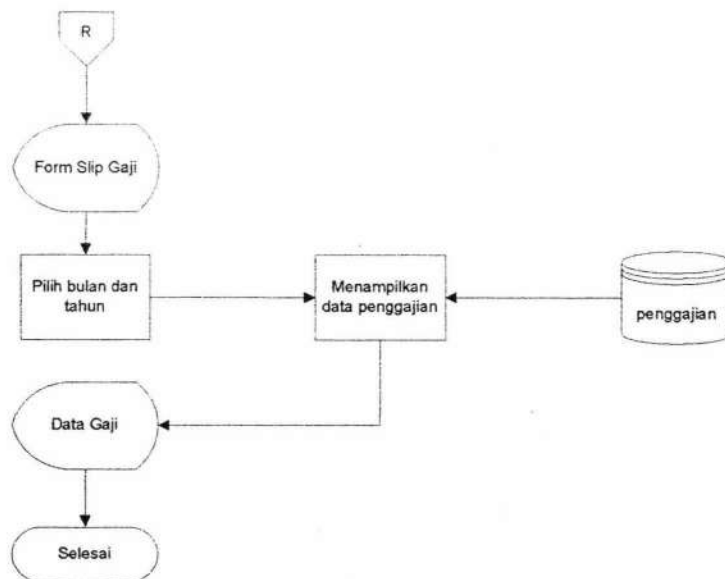 R
Form Slip Gaji
Pilih bulan dan
tahun
Menampilkan
data penggajian
penggajian
Data Gaji
Selesai